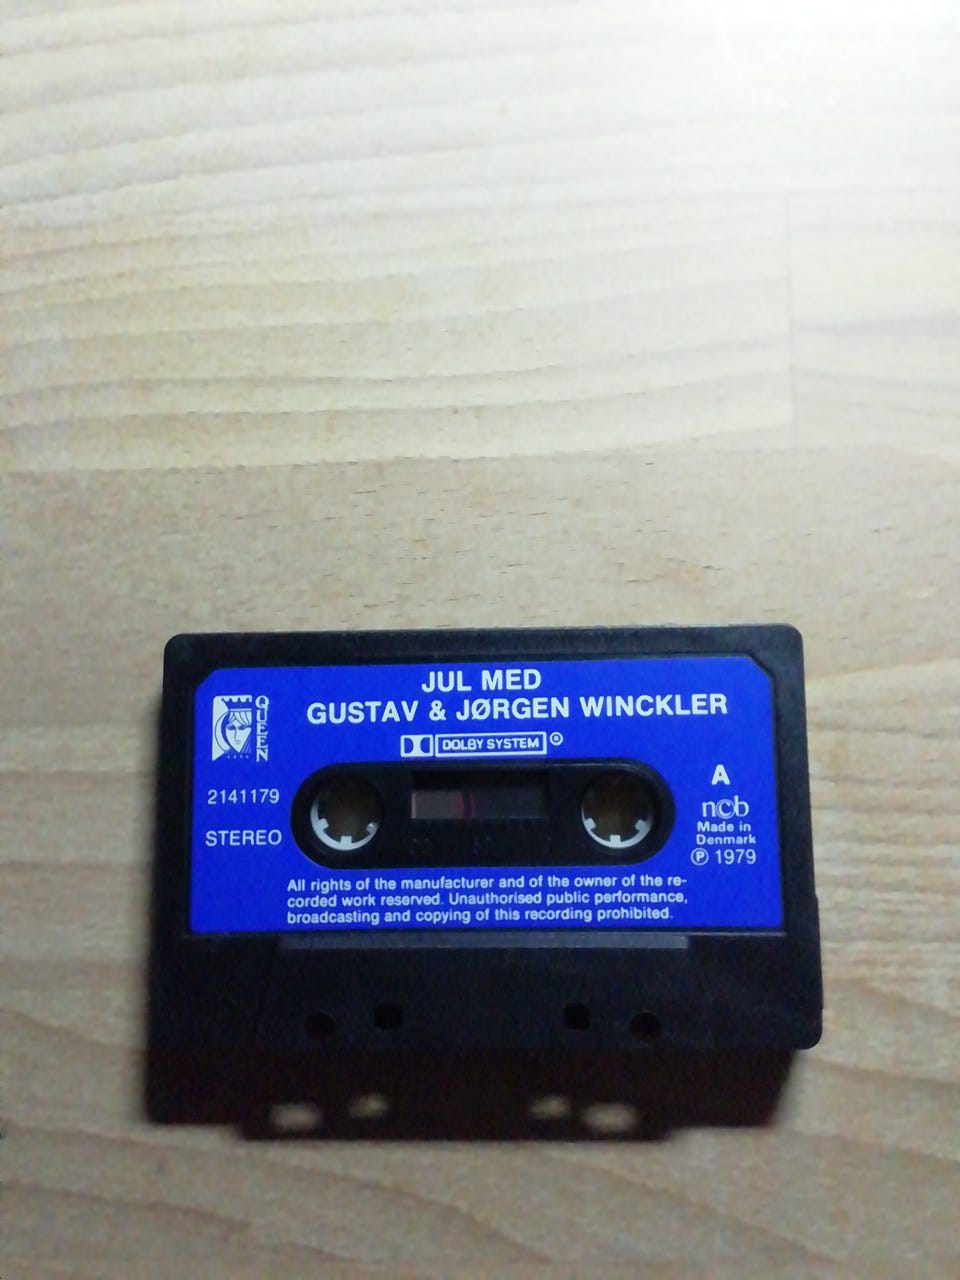 JUL MED
GUSTAV & JØRGEN WINCKLER
QUEEN
DOLBY SYSTEM ®
2141179
STEREO
A
ncb
Made in
Denmark
Ⓟ 1979
All rights of the manufacturer and of the owner of the re-
corded work reserved. Unauthorised public performance,
broadcasting and copying of this recording prohibited.